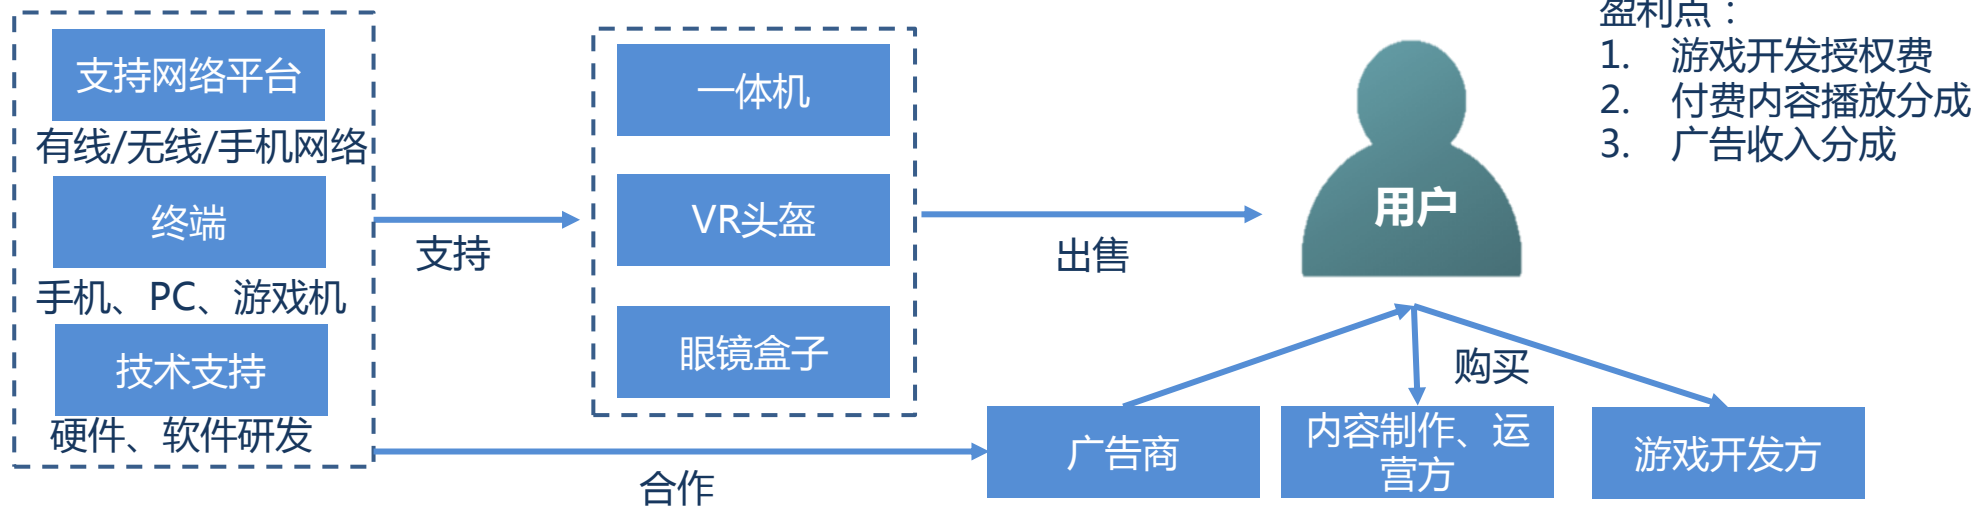 支持网络平台
有线/无线/手机网络
终端
手机、PC、游戏机
技术支持
硬件、软件研发
支持
合作
一体机
VR头盔
眼镜盒子
出售
用户
购买
广告商
内容制作、运
营方
游戏开发方
盈利点：
1. 游戏开发授权费
2. 付费内容播放分成
3. 广告收入分成